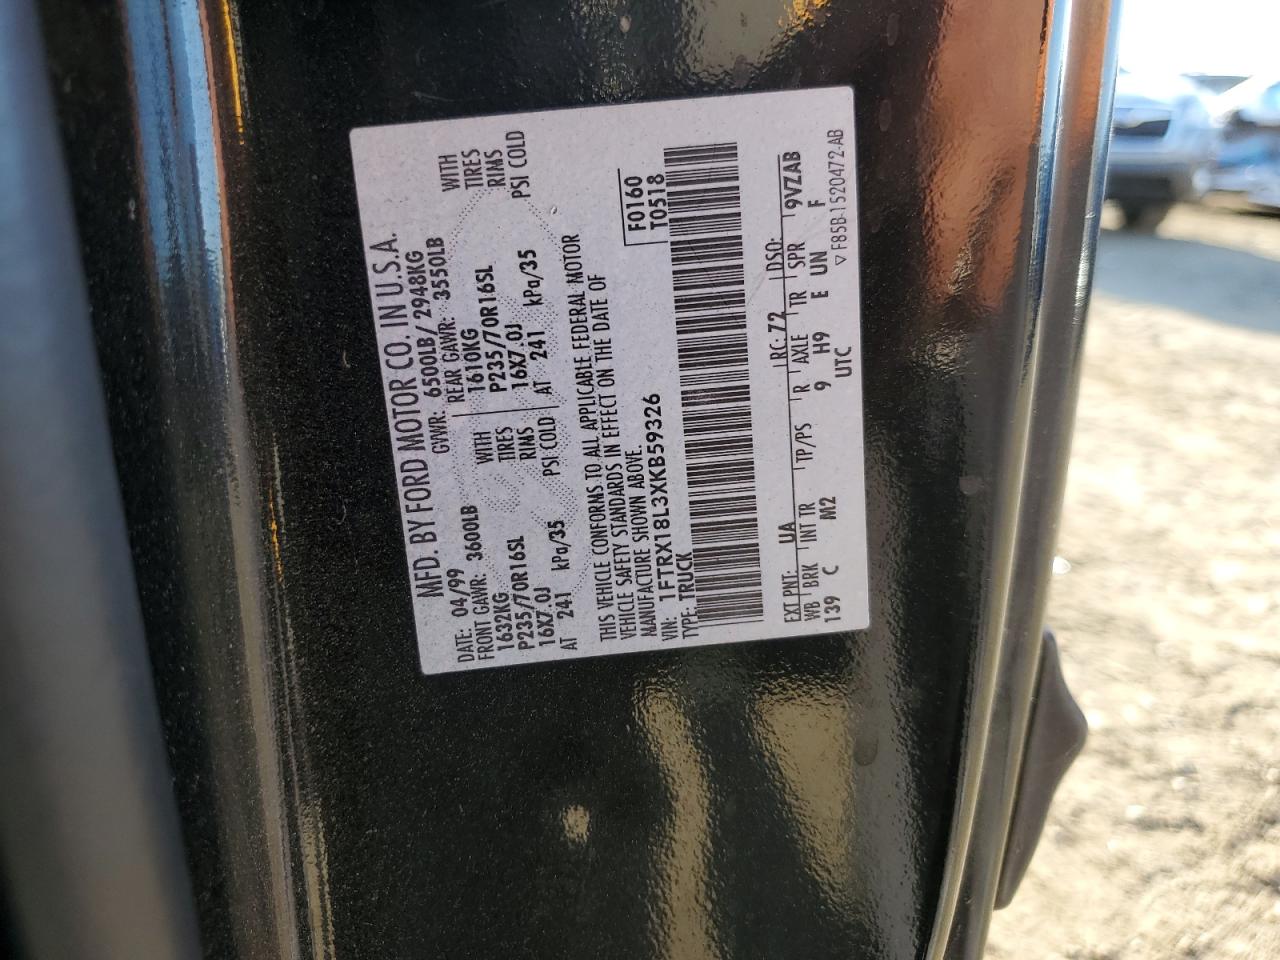 MFD. BY FORD MOTOR CO. IN U.S.A.
DATE: 04/99 GVWR: 6500LB/ 2948KG
FRONT GAWR: 3600LB REAR GAWR: 3550LB
1632KG WITH 1610KG WITH
P235/70R16SL TIRES P235/70R16SL TIRES
16X7.0J RIMS 16X7.0J RIMS
AT 241 kPa/35 PSI COLD AT 241 kPa/35 PSI COLD
THIS VEHICLE CONFORMS TO ALL APPLICABLE FEDERAL MOTOR
VEHICLE SAFETY STANDARDS IN EFFECT ON THE DATE OF
MANUFACTURE SHOWN ABOVE.
VIN: 1FTRX18L3XKB59326 F0160
TYPE: TRUCK T0518
EXT PNT: UA RC: 72 DSO:
WB BRK INT TR TP/PS R AXLE TR SPR 9VZAB
139 C M2 9 H9 E UN F
UTC ▽ F85B-1520472-AB